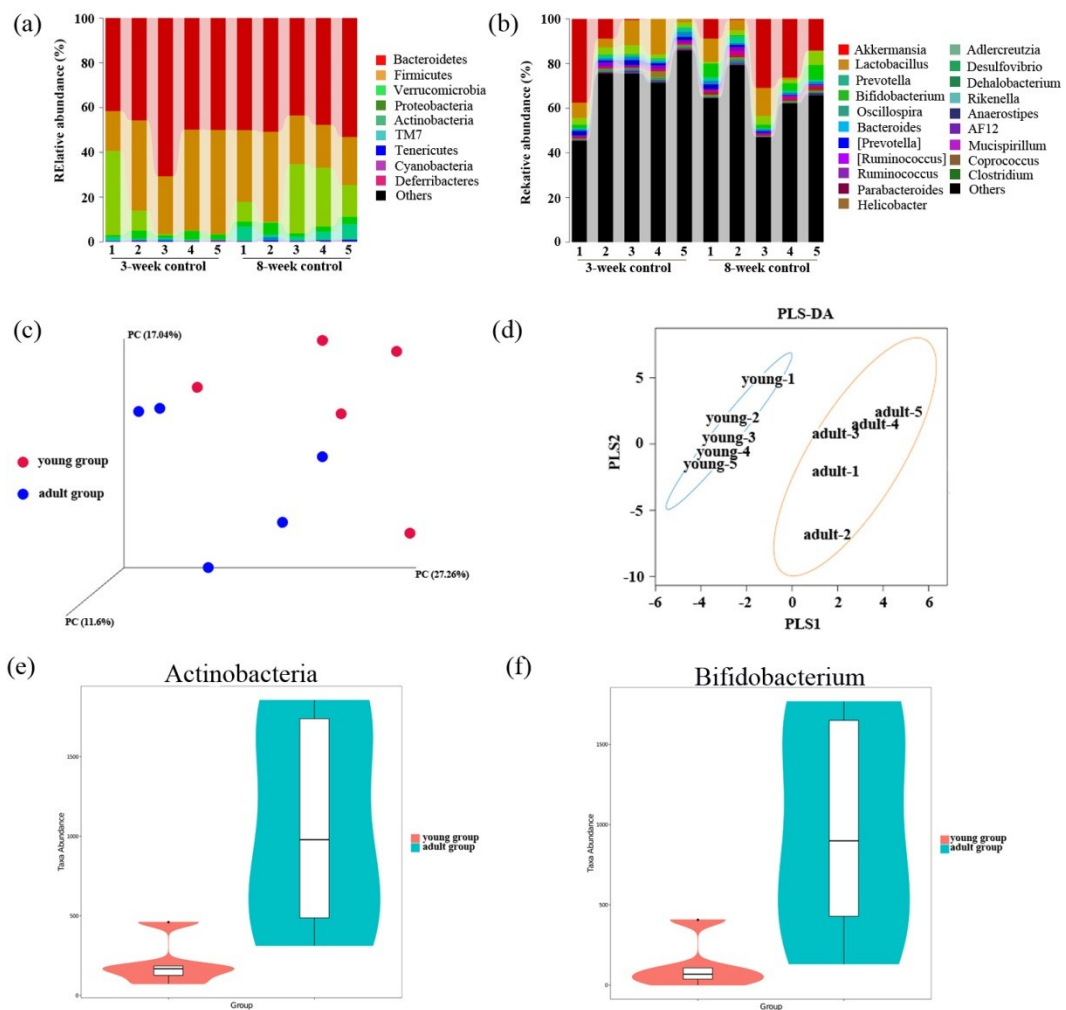 (a)
RElative abundance (%)
100
80
60
40
20
0
1 2 3 4 5 1 2 3 4 5
3-week control 8-week control
Bacteroidetes
Firmicutes
Verrucomicrobia
Proteobacteria
Actinobacteria
TM7
Tenericutes
Cyanobacteria
Deferribacteres
Others
(b)
Rekative abundance (%)
100
80
60
40
20
0
1 2 3 4 5 1 2 3 4 5
3-week control 8-week control
Akkermansia
Lactobacillus
Prevotella
Bifidobacterium
Oscillospira
Bacteroides
[Prevotella]
[Ruminococcus]
Ruminococcus
Parabacteroides
Helicobacter
Adlercreutzia
Desulfovibrio
Dehalobacterium
Rikenella
Anaerostipes
AF12
Mucispirillum
Coprococcus
Clostridium
Others
(c)
PC (17.04%)
young group
adult group
PC (27.26%)
PC (11.6%)
(d)
PLS-DA
PLS2
5
0
-5
-10
young-1
young-2
young-3
young-4
young-5
adult-5
adult-4
adult-3
adult-1
adult-2
-6 -4 -2 0 2 4 6
PLS1
(e)
Actinobacteria
Taxa Abundance
1500
1000
500
0
Group
young group
adult group
(f)
Bifidobacterium
Taxa Abundance
1500
1000
500
0
Group
young group
adult group